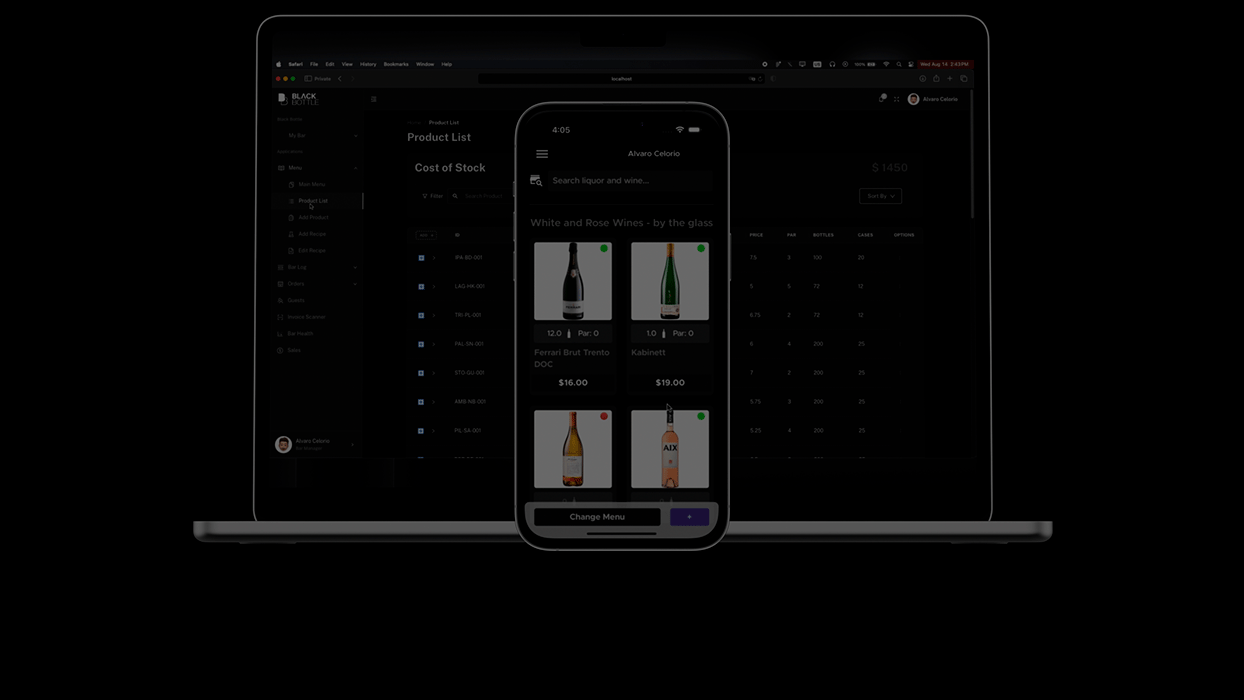 Safari File Edit View History Bookmarks Window Help
100%
Wed Aug 14 2:43PM
Private
localhost
BLACK
BOTTLE
Alvaro Celorio
My Bar
Menu
Main Menu
Product List
Add Product
Add Recipe
Edit Recipe
Bar Log
Orders
Invoice Scanner
Bar Health
Sales
Alvaro Celorio
Bar Manager
Product List
Product List
Cost of Stock
$ 1450
Filter
Search Product
Sort By
ID
PRICE PAR BOTTLES CASES OPTIONS
IPA-BD-001
7.5 3 100 20
LAG-HK-001
5 5 72 12
TRI-PL-001
6.75 2 72 12
PAL-SN-001
6 4 200 25
STO-GU-001
7 2 200 25
AMB-NB-001
5.75 3 200 25
PIL-SA-001
5.25 4 200 25
4:05
Alvaro Celorio
Search liquor and wine...
White and Rose Wines - by the glass
12.0 Par: 0
1.0 Par: 0
Ferrari Brut Trento
DOC
Kabinett
$16.00
$19.00
AIX
Change Menu
+